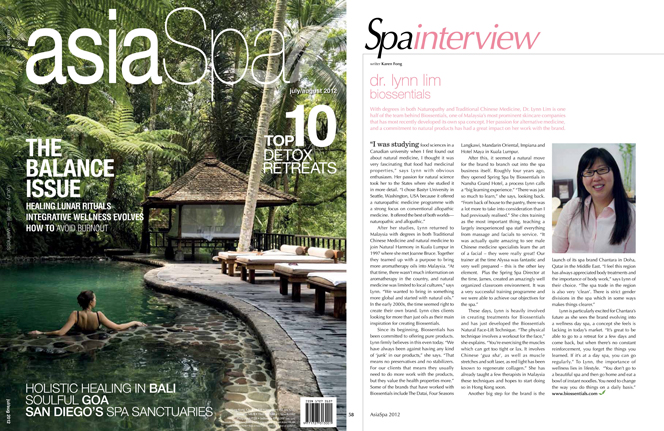 asiaSpa
july/august 2012
THE
BALANCE
ISSUE
HEALING LUNAR RITUALS
INTEGRATIVE WELLNESS EVOLVES
HOW TO AVOID BURNOUT
TOP 10
DETOX
RETREATS
HOLISTIC HEALING IN BALI
SOULFUL GOA
SAN DIEGO'S SPA SANCTUARIES
Spainterview
writer Karen Fong
dr. lynn lim
biossentials
With degrees in both Naturopathy and Traditional Chinese Medicine, Dr. Lynn Lim is one
half of the team behind Biossentials, one of Malaysia's most prominent skincare companies
that has most recently developed its own spa concept. Her passion for alternative medicine,
and a commitment to natural products has had a great impact on her work with the brand.
"I was studying food sciences in a
Canadian university when I first found out
about natural medicine, I thought it was
very fascinating that food had medicinal
properties," says Lynn with obvious
enthusiasm. Her passion for natural science
took her to the States where she studied it
in more detail. "I chose Bastyr University in
Seattle, Washington, USA because it offered
a naturopathic medicine programme with
a strong focus on conventional allopathic
medicine. It offered the best of both worlds—
naturopathic and allopathic."
After her studies, Lynn returned to
Malaysia with degrees in both Traditional
Chinese Medicine and natural medicine to
join Natural Harmony in Kuala Lumpur in
1997 where she met Joanne Bisaux. Together
they learned up with a purpose to bring
more aromatherapy oils into Malaysia. "At
that time, there wasn't much information on
aromatherapy in the country, and natural
medicine was limited to local cultures," says
Lynn. "We wanted to bring in something
more global and started with natural oils."
In the early 2000s, the time seemed right to
create their own brand. Lynn cites clients
looking for more than just oils as their main
inspiration for creating Biossentials.
Since its beginning, Biossentials has
been committed to offering pure products.
Lynn firmly believes in this even today. "We
have always been against having any kind
of 'junk' in our products," she says. "That
means no preservatives and no stabilizers.
For our clients that means they usually
need to do more work with the products,
but they value the health properties more."
Some of the brands that have worked with
Biossentials include The Datai, Four Seasons
Langkawi, Mandarin Oriental, Impiana and
Hotel Maya in Kuala Lumpur.
After this, it seemed a natural move
for the brand to launch out into the spa
business itself. Roughly four years ago,
they opened Spring Spa by Biossentials in
Nanshu Grand Hotel, a process Lynn calls
a "big learning experience." "There was just
so much to learn," she says, looking back.
"From back of house to the pantry, there was
a lot more to take into consideration than I
had previously realised." She cites training
as the most important thing, teaching a
largely inexperienced spa staff everything
from massage and facials to service. "It
was actually quite amazing to see male
Chinese medicine specialists learn the art
of a facial – they were really great! Our
trainer at the time Alyssa was fantastic and
very well prepared – this is the other key
element. Plus the Spring Spa Director at
the time, James, created an amazingly well
organized classroom environment. It was
a very successful training programme and
we were able to achieve our objectives for
the spa."
These days, Lynn is heavily involved
in creating treatments for Biossentials
and has just developed the Biossentials
Natural Face-Lift Technique. "The physical
technique involves a workout for the face,"
she explains. "You're exercising the muscles
which can get too tight or lax. It involves
Chinese 'gua sha', as well as muscle
stretches and soft laser, as red light has been
known to regenerate collagen." She has
already taught a few therapists in Malaysia
these techniques and hopes to start doing
so in Hong Kong soon.
Another big step for the brand is the
launch of its spa brand Chantara in Doha,
Qatar in the Middle East. "I feel this region
has always appreciated body treatments and
the importance of body work," says Lynn of
their choice. "The spa trade in the region
is also very 'clean'. There is strict gender
divisions in the spa which in some ways
makes things clearer."
Lynn is particularly excited for Chantara's
future as she sees the brand evolving into
a wellness day spa, a concept she feels is
lacking in today's market. "It's great to be
able to go to a retreat for a few days and
come back, but when there's no constant
reinforcement, you forget the things you
learned. If it's at a day spa, you can go
regularly." To Lynn, the importance of
wellness lies in lifestyle. "You don't go to
a beautiful spa and then go home and eat a
bowl of instant noodles. You need to change
the way you do things on a daily basis."
www.biossentials.com
58
AsiaSpa 2012